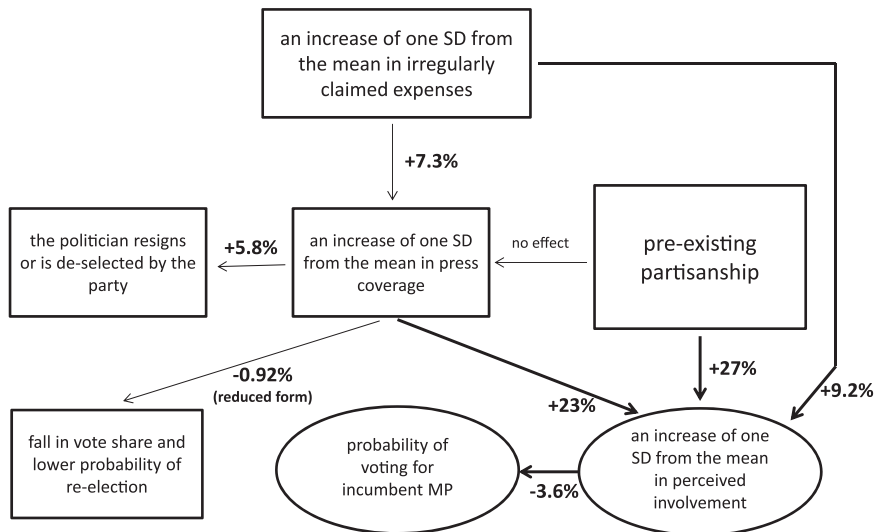 an increase of one SD from
the mean in irregularly
claimed expenses
+7.3%
the politician resigns
or is de-selected by the
party
+5.8%
an increase of one SD
from the mean in press
coverage
no effect
pre-existing
partisanship
-0.92%
(reduced form)
+23%
+27%
+9.2%
fall in vote share and
lower probability of
re-election
probability of
voting for
incumbent MP
-3.6%
an increase of one
SD from the mean
in perceived
involvement